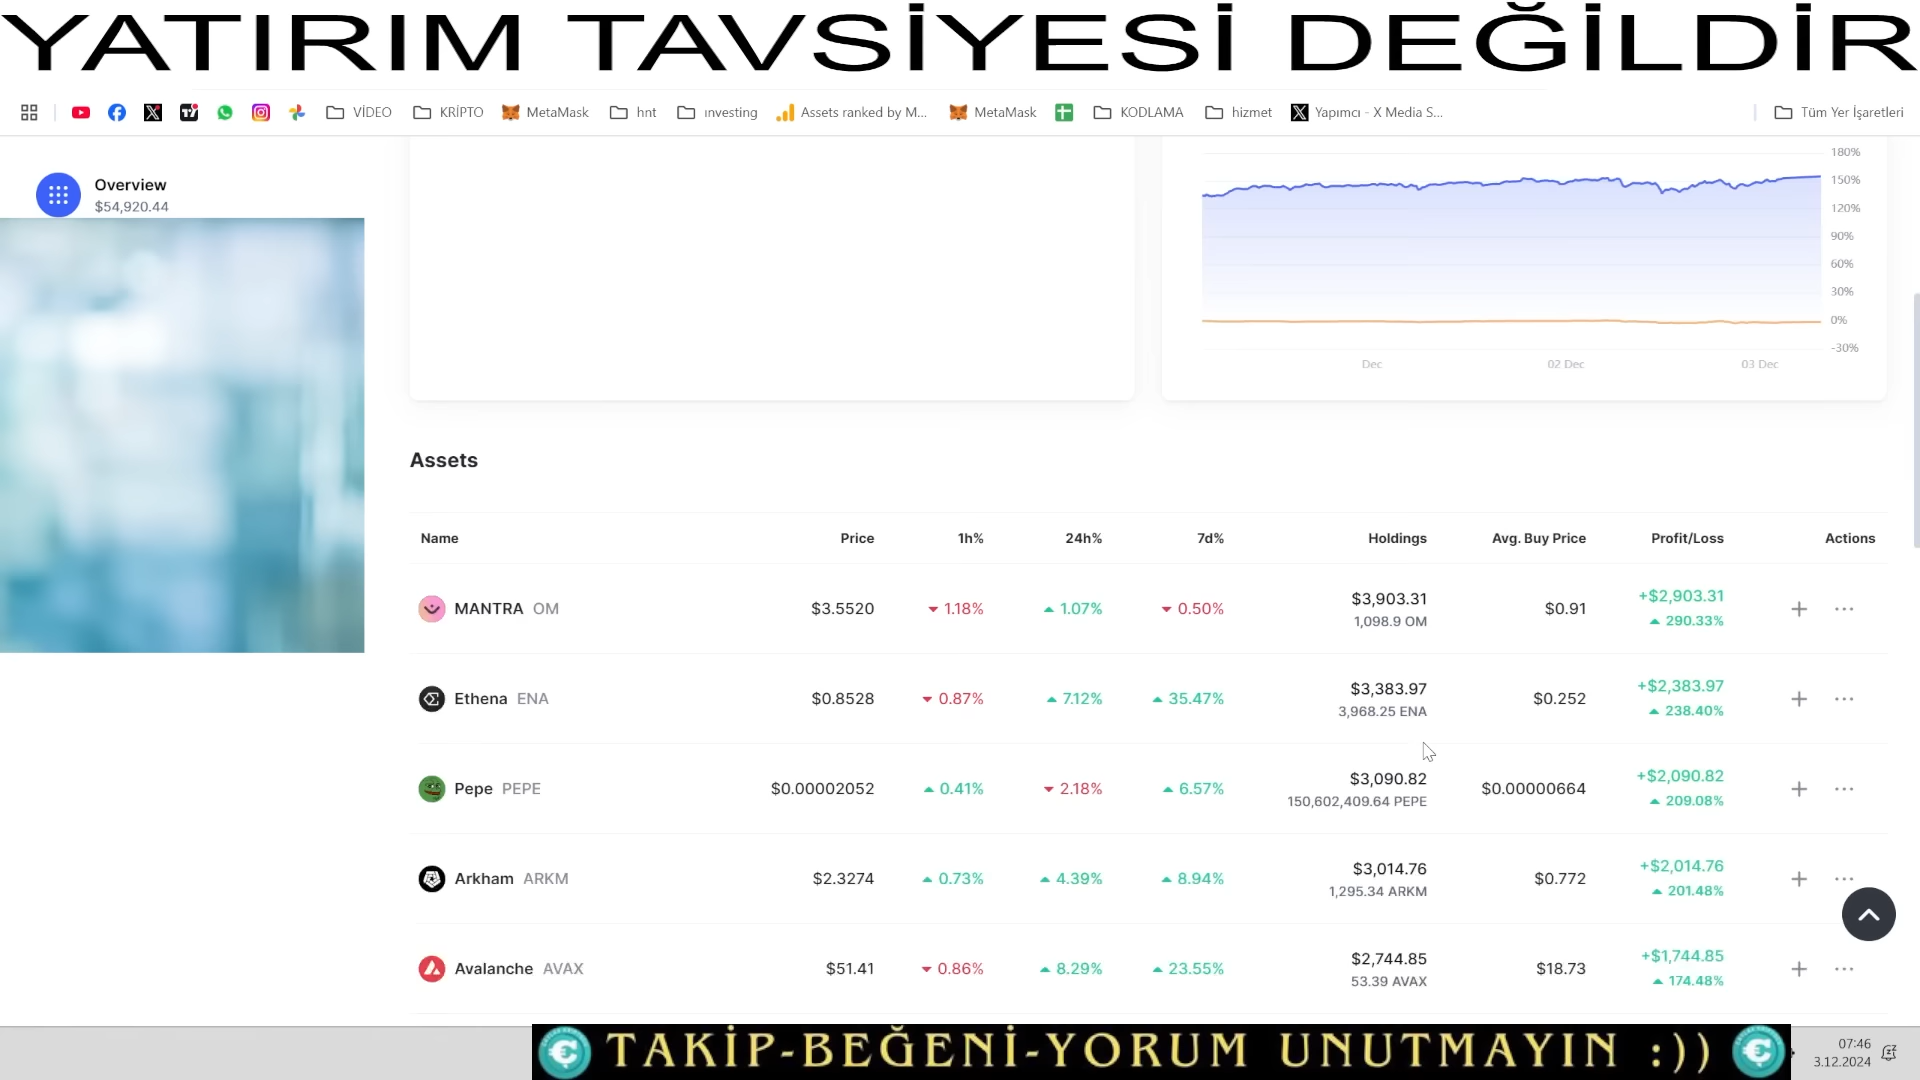 YATIRIM TAVSİYESİ DEĞİLDİR
VİDEO KRİPTO MetaMask hnt ınvesting Assets ranked by M... MetaMask KODLAMA hizmet Yapımcı - X Media S... Tüm Yer İşaretleri
Overview
$54,920.44
180%
150%
120%
90%
60%
30%
0%
-30%
Dec 02 Dec 03 Dec
Assets
Name Price 1h% 24h% 7d% Holdings Avg. Buy Price Profit/Loss Actions
MANTRA OM $3.5520 1.18% 1.07% 0.50% $3,903.31 $0.91 +$2,903.31
1,098.9 OM 290.33%
Ethena ENA $0.8528 0.87% 7.12% 35.47% $3,383.97 $0.252 +$2,383.97
3,968.25 ENA 238.40%
Pepe PEPE $0.00002052 0.41% 2.18% 6.57% $3,090.82 $0.00000664 +$2,090.82
150,602,409.64 PEPE 209.08%
Arkham ARKM $2.3274 0.73% 4.39% 8.94% $3,014.76 $0.772 +$2,014.76
1,295.34 ARKM 201.48%
Avalanche AVAX $51.41 0.86% 8.29% 23.55% $2,744.85 $18.73 +$1,744.85
53.39 AVAX 174.48%
TAKİP-BEĞENİ-YORUM UNUTMAYIN :))
07:46
3.12.2024